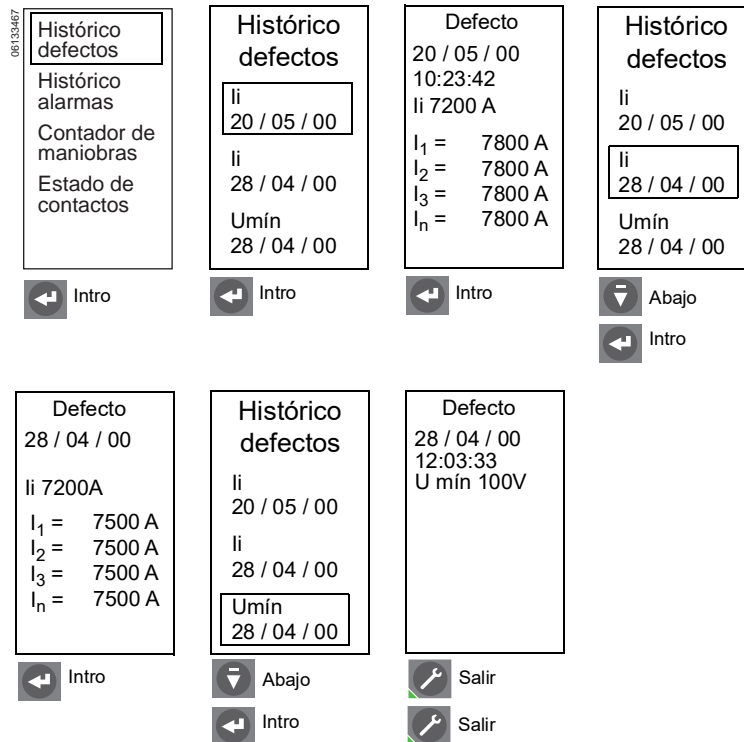 06133467
Histórico
defectos
Histórico
alarmas
Contador de
maniobras
Estado de
contactos
Intro
Histórico
defectos
Ii
20 / 05 / 00
Ii
28 / 04 / 00
Umín
28 / 04 / 00
Intro
Defecto
20 / 05 / 00
10:23:42
Ii 7200 A
I1 = 7800 A
I2 = 7800 A
I3 = 7800 A
In = 7800 A
Intro
Histórico
defectos
Ii
20 / 05 / 00
Ii
28 / 04 / 00
Umín
28 / 04 / 00
Abajo
Intro
Defecto
28 / 04 / 00
Ii 7200A
I1 = 7500 A
I2 = 7500 A
I3 = 7500 A
In = 7500 A
Intro
Histórico
defectos
Ii
20 / 05 / 00
Ii
28 / 04 / 00
Umín
28 / 04 / 00
Abajo
Intro
Defecto
28 / 04 / 00
12:03:33
U mín 100V
Salir
Salir